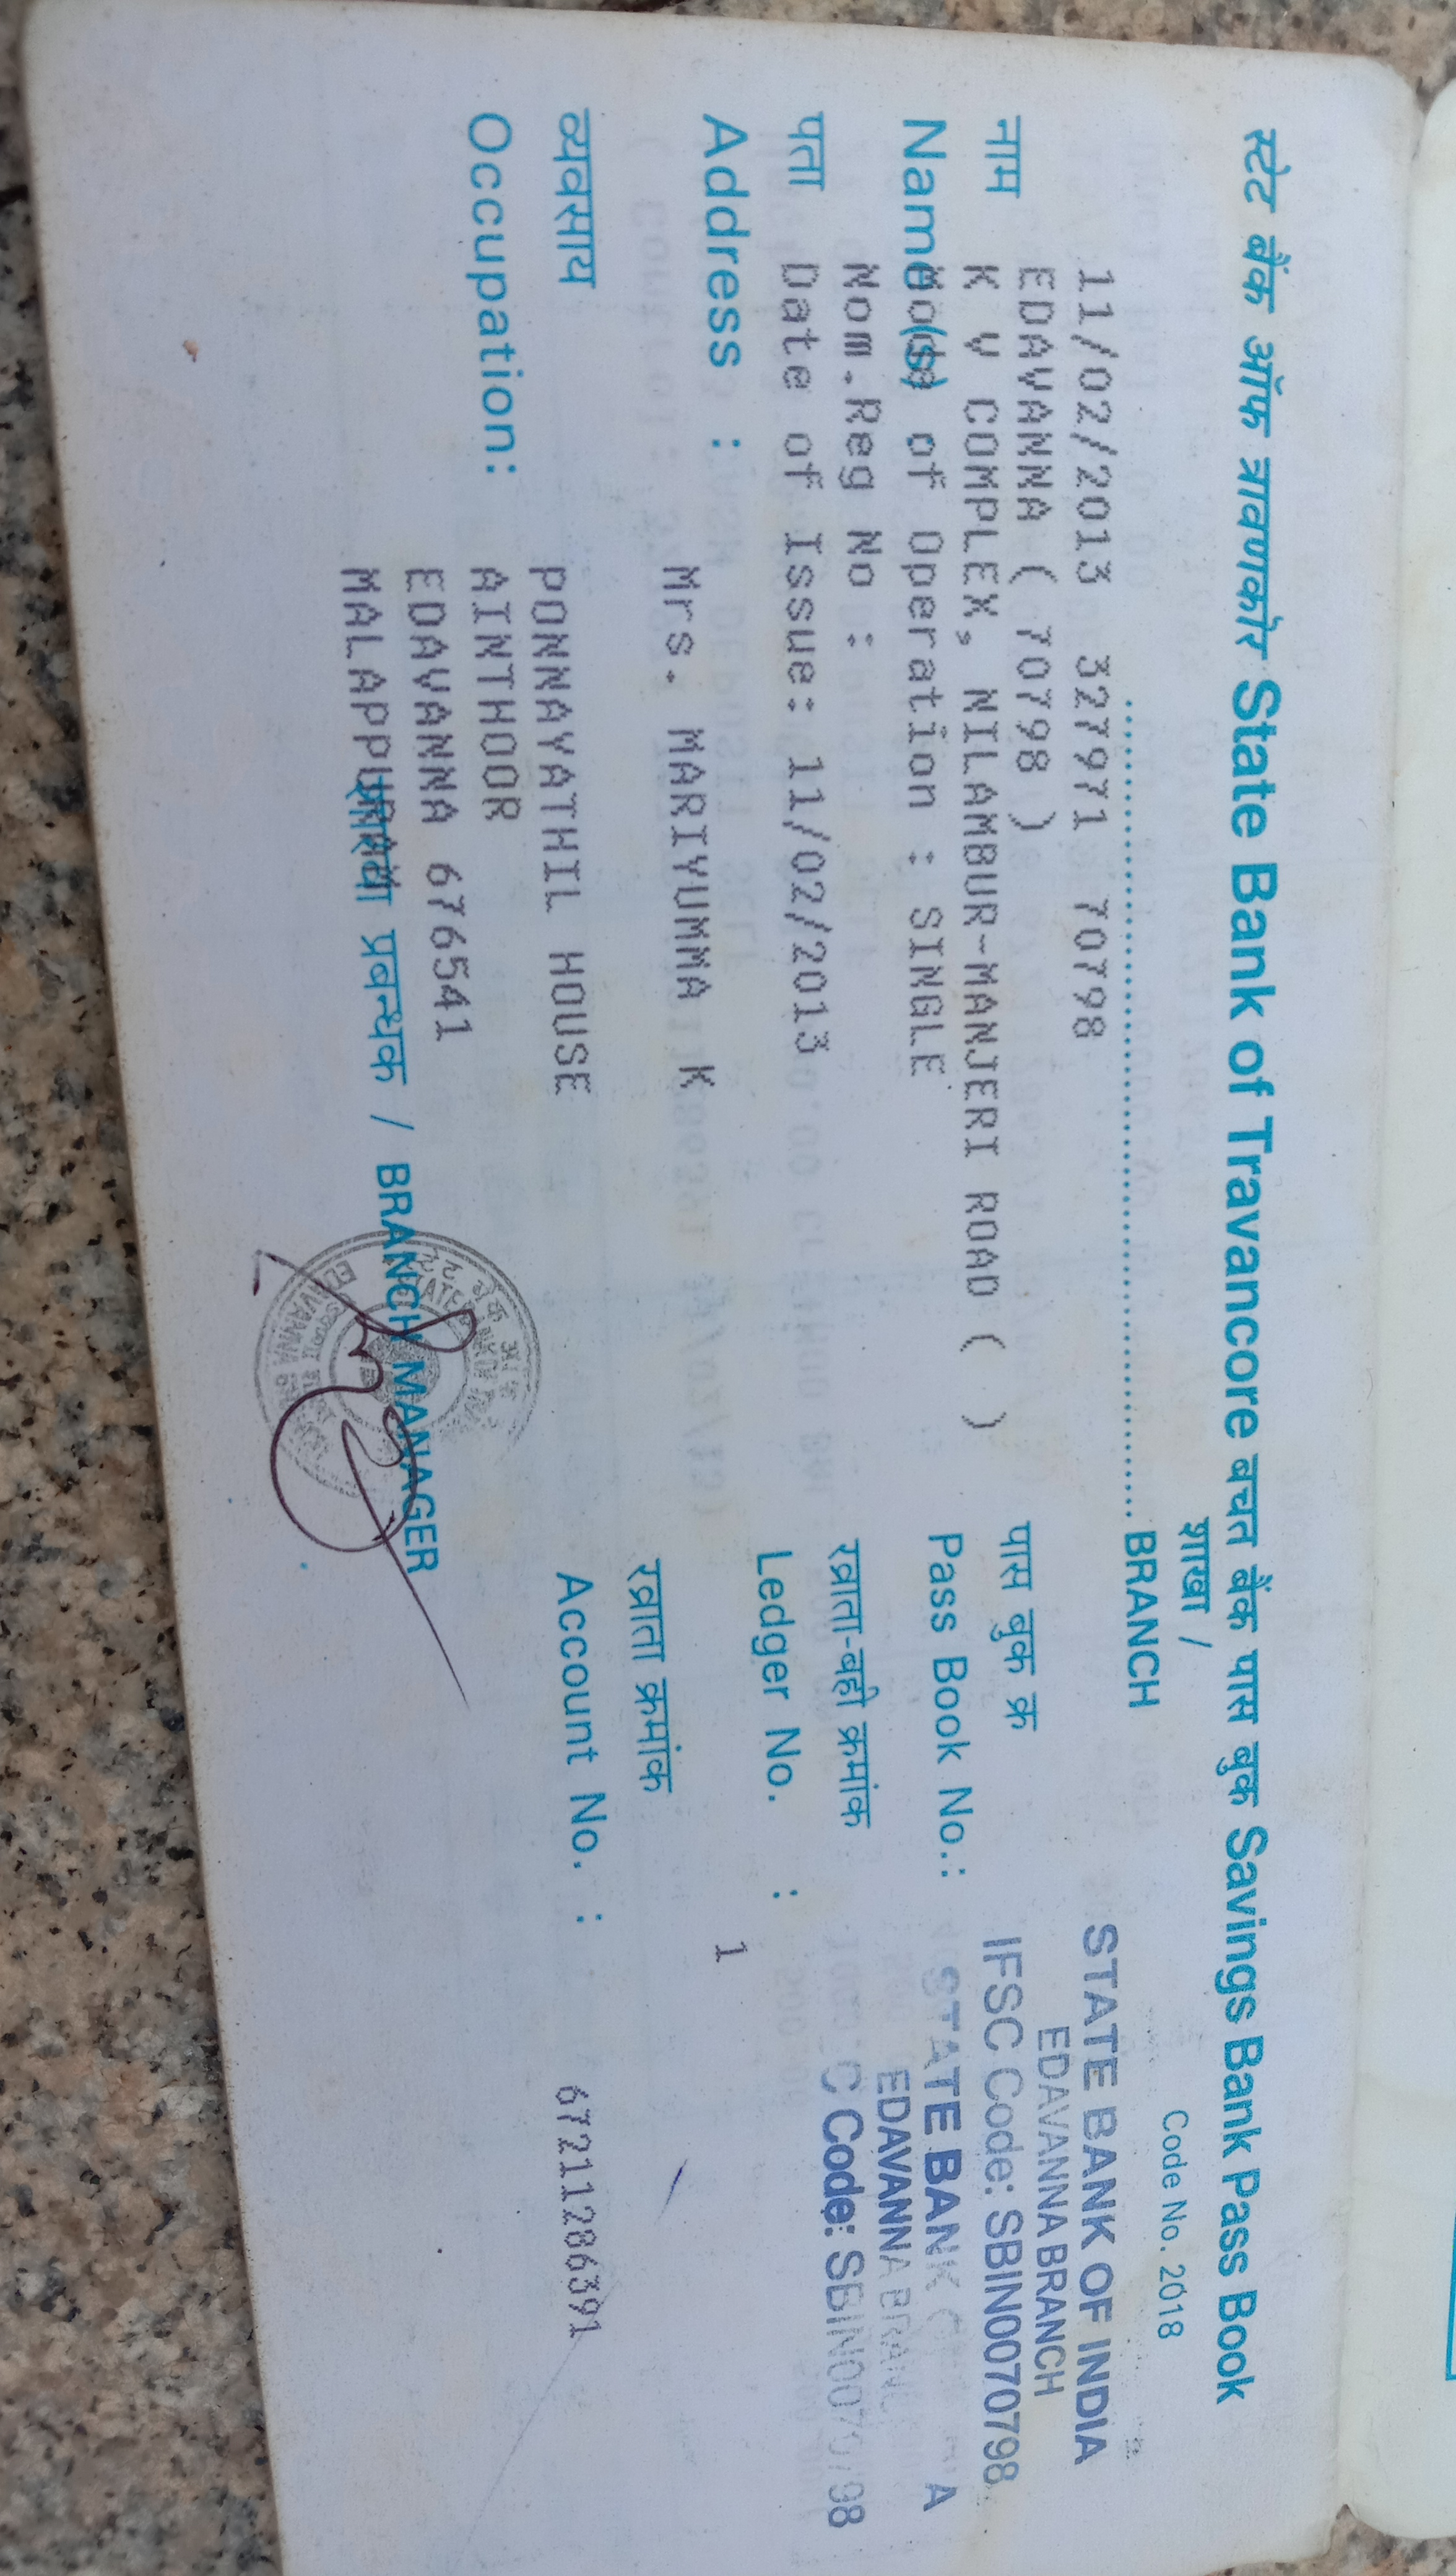 स्टेट बैंक ऑफ त्रावणकोर State Bank of Travancore बचत बैंक पास बुक Savings Bank Pass Book
Code No. 2018
शाखा /
BRANCH
11/02/2013 327971 70798
EDAVANNA ( 70798 )
K V COMPLEX, NILAMBUR-MANJERI ROAD ( )
Mode of Operation : SINGLE
Nom.Reg No :
Date of Issue: 11/02/2013
नाम
Name(s)
पता
Address :
Mrs. MARIYUMMA K
PONNAYATHIL HOUSE
AINTHOOR
EDAVANNA 676541
MALAPPURAM
व्यवसाय
Occupation:
शाखा प्रबन्धक / BRANCH MANAGER
STATE BANK OF INDIA
EDAVANNA BRANCH
IFSC Code: SBIN0070798
पास बुक क्र
Pass Book No.:
STATE BANK
EDAVANNA BRANC
C Code: SBIN0070798
खाता-बही क्रमांक
Ledger No. :
1
खाता क्रमांक
Account No. :
67211286391